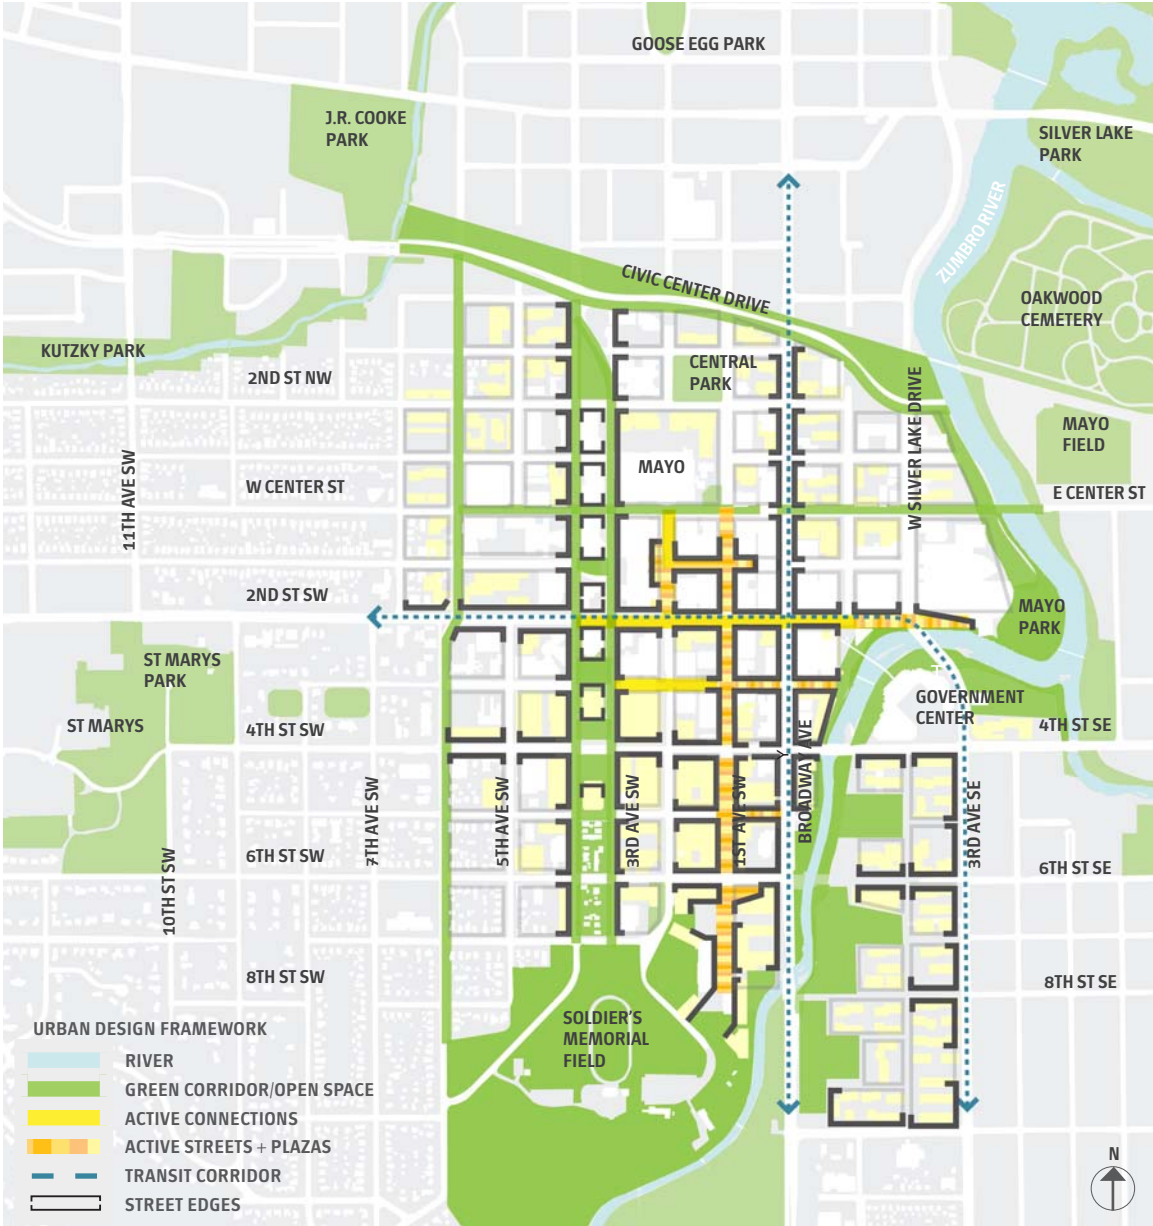 GOOSE EGG PARK
J.R. COOKE
PARK
SILVER LAKE
PARK
ZUMBRO RIVER
CIVIC CENTER DRIVE
OAKWOOD
CEMETERY
KUTZKY PARK
2ND ST NW
CENTRAL
PARK
W SILVER LAKE DRIVE
MAYO
FIELD
11TH AVE SW
W CENTER ST
MAYO
E CENTER ST
2ND ST SW
MAYO
PARK
ST MARYS
PARK
ST MARYS
4TH ST SW
GOVERNMENT
CENTER
4TH ST SE
7TH AVE SW
5TH AVE SW
3RD AVE SW
1ST AVE SW
BROADWAY AVE
Y
3RD AVE SE
10TH ST SW
6TH ST SW
6TH ST SE
8TH ST SW
8TH ST SE
SOLDIER'S
MEMORIAL
FIELD
URBAN DESIGN FRAMEWORK
RIVER
GREEN CORRIDOR/OPEN SPACE
ACTIVE CONNECTIONS
ACTIVE STREETS + PLAZAS
TRANSIT CORRIDOR
STREET EDGES
N